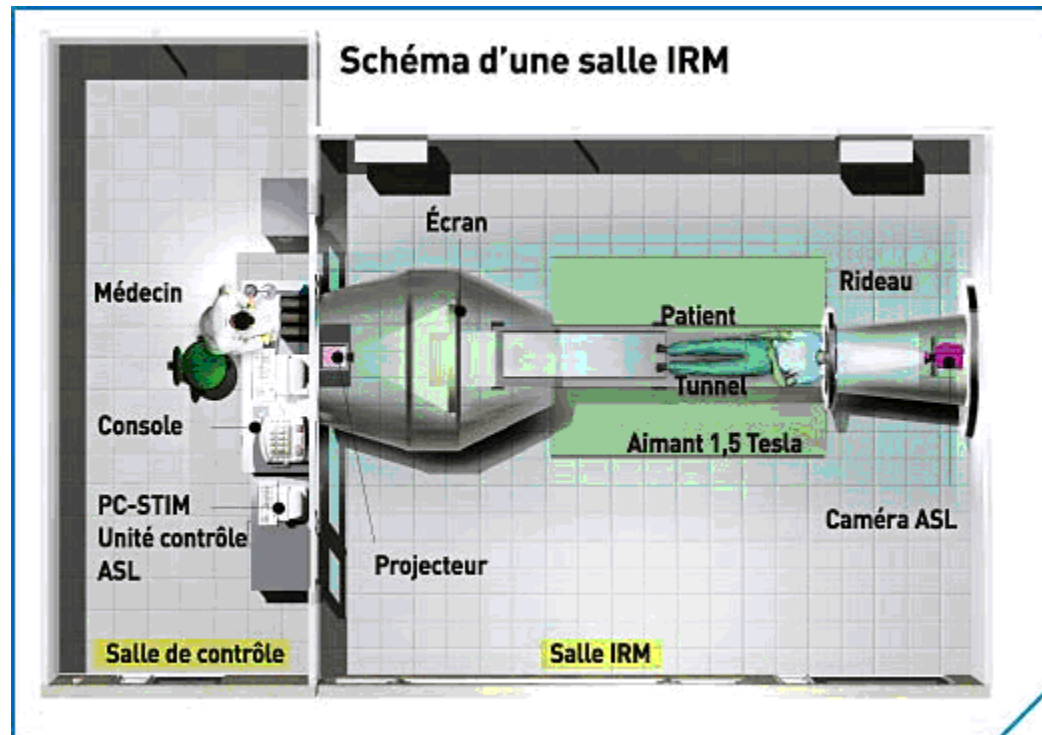 Schéma d'une salle IRM
Écran
Médecin
Rideau
Patient
Tunnel
Console
Aimant 1,5 Tesla
PC-STIM
Unité contrôle
ASL
Caméra ASL
Projecteur
Salle de contrôle
Salle IRM